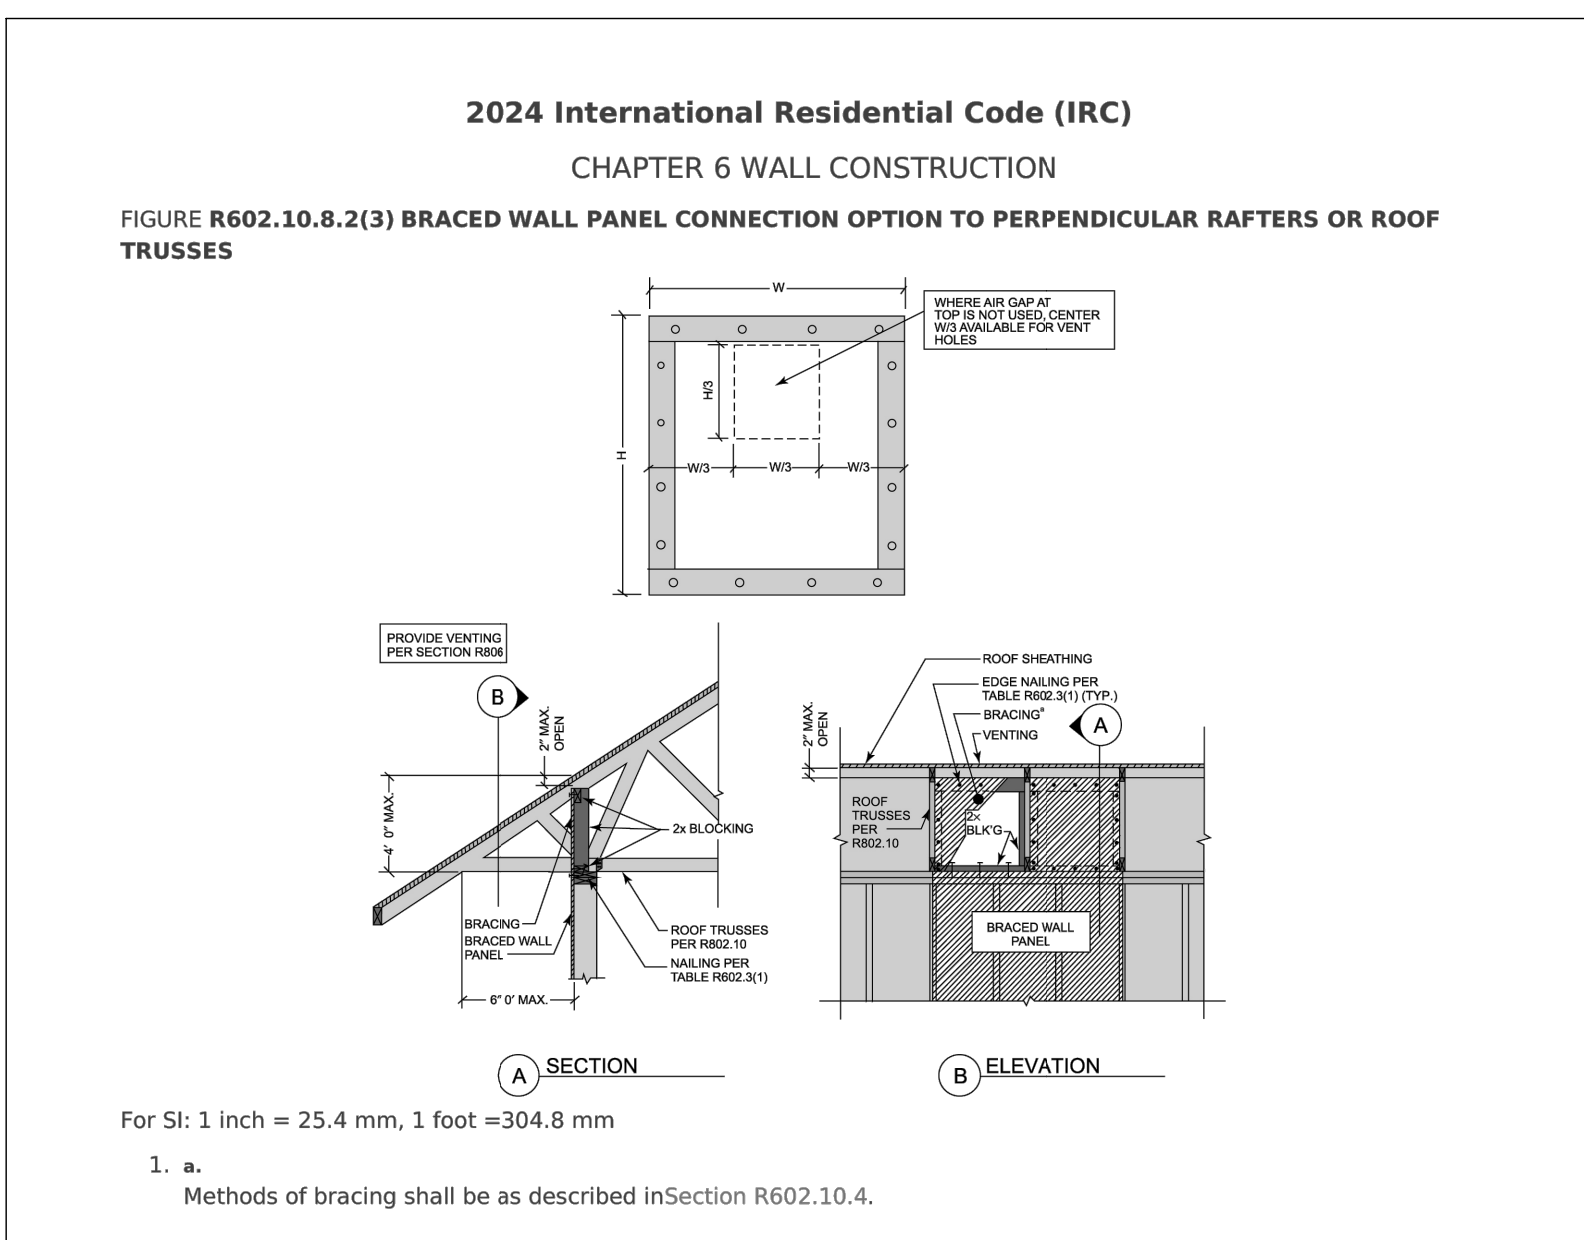 2024 International Residential Code (IRC)
CHAPTER 6 WALL CONSTRUCTION
FIGURE R602.10.8.2(3) BRACED WALL PANEL CONNECTION OPTION TO PERPENDICULAR RAFTERS OR ROOF
TRUSSES
W
WHERE AIR GAP AT
TOP IS NOT USED, CENTER
W/3 AVAILABLE FOR VENT
HOLES
H/3
H
W/3
W/3
W/3
PROVIDE VENTING
PER SECTION R806
B
2" MAX.
OPEN
4' 0" MAX.
2x BLOCKING
BRACING
BRACED WALL
PANEL
ROOF TRUSSES
PER R802.10
NAILING PER
TABLE R602.3(1)
6" 0' MAX.
A SECTION
ROOF SHEATHING
EDGE NAILING PER
TABLE R602.3(1) (TYP.)
BRACINGª
VENTING
A
2" MAX.
OPEN
ROOF
TRUSSES
PER
R802.10
2x
BLK'G
BRACED WALL
PANEL
B ELEVATION
For SI: 1 inch = 25.4 mm, 1 foot =304.8 mm
1. a.
Methods of bracing shall be as described inSection R602.10.4.